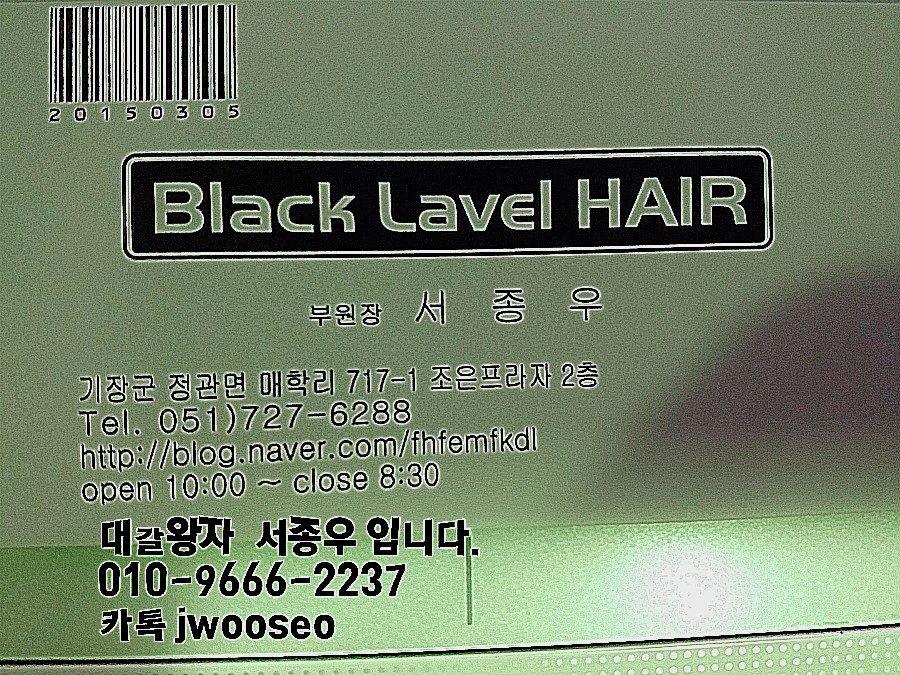 20150305
Black Lavel HAIR
부원장 서 종 우
기장군 정관면 매학리 717-1 조은프라자 2층
Tel. 051)727-6288
http://blog.naver.com/fhfemfkdl
open 10:00 ~ close 8:30
대갈왕자 서종우 입니다.
010-9666-2237
카톡 jwooseo